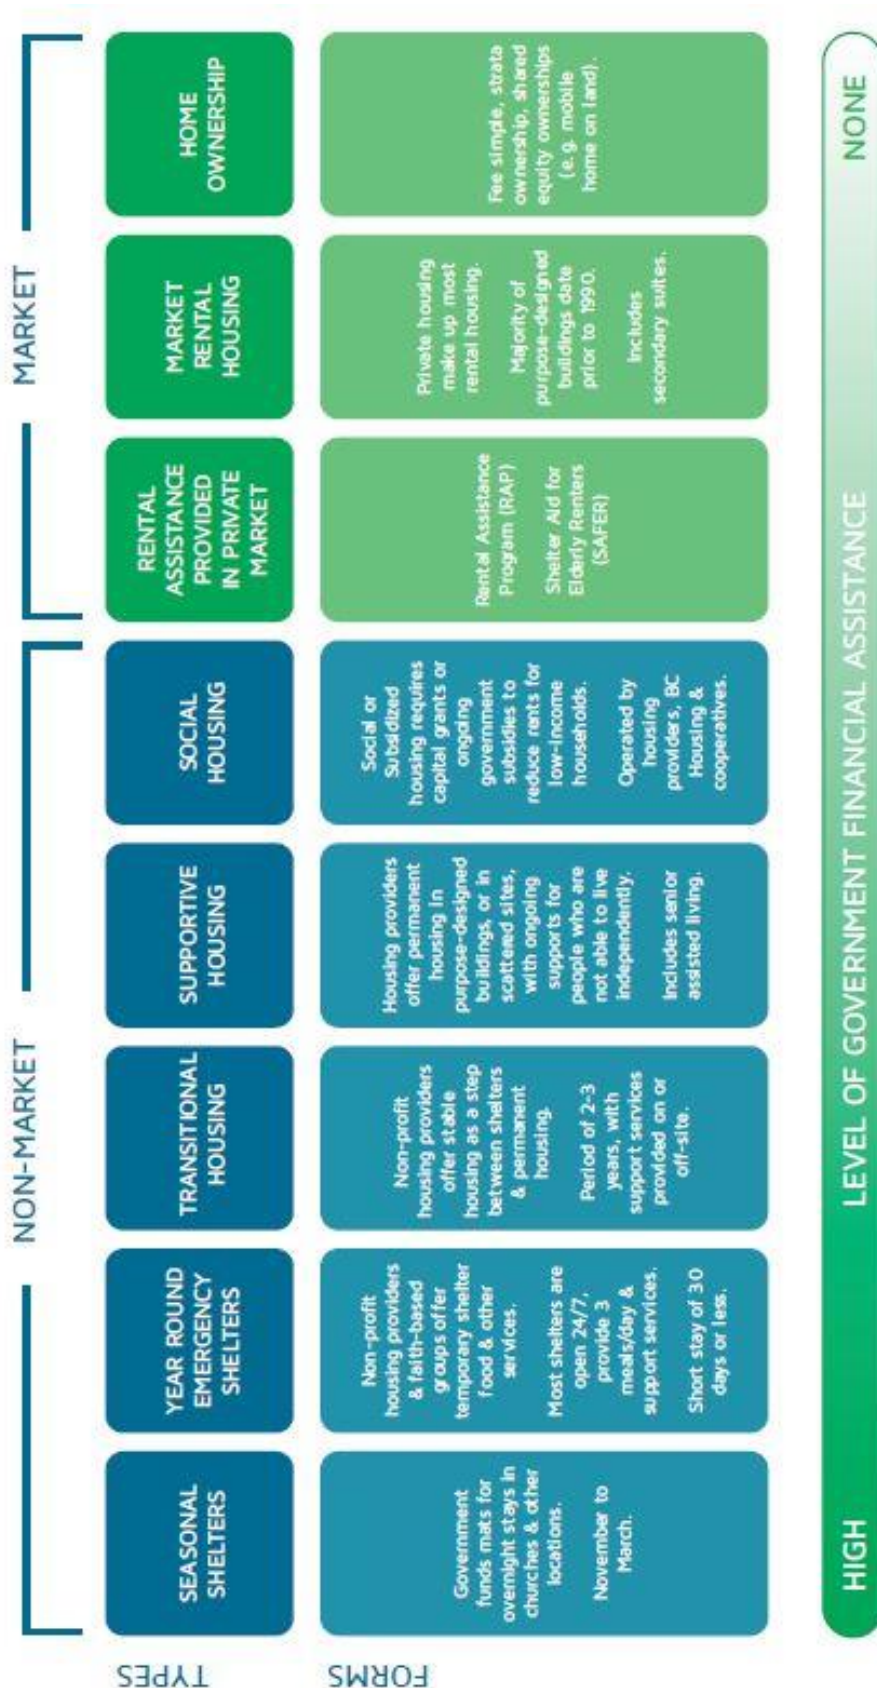 NON-MARKET
MARKET
TYPES
SEASONAL
SHELTERS
YEAR ROUND
EMERGENCY
SHELTERS
TRANSITIONAL
HOUSING
SUPPORTIVE
HOUSING
SOCIAL
HOUSING
RENTAL
ASSISTANCE
PROVIDED
IN PRIVATE
MARKET
MARKET
RENTAL
HOUSING
HOME
OWNERSHIP
FORMS
Government
funds mats for
overnight stays in
churches & other
locations.
November to
March.
Non-profit
housing providers
& faith-based
groups offer
temporary shelter
food & other
services.
Most shelters are
open 24/7,
provide 3
meals/day &
support services.
Short stay of 30
days or less.
Non-profit
housing providers
offer stable
housing as a step
between shelters
& permanent
housing.
Period of 2-3
years, with
support services
provided on or
off-site.
Housing providers
offer permanent
housing in
purpose-designed
buildings, or in
scattered sites,
with ongoing
supports for
people who are
not able to live
independently.
Includes senior
assisted living.
Social or
Subsidized
housing requires
capital grants or
ongoing
government
subsidies to
reduce rents for
low-income
households.
Operated by
housing
providers, BC
Housing &
cooperatives.
Rental Assistance
Program (RAP)
Shelter Aid for
Elderly Renters
(SAFER)
Private housing
make up most
rental housing.
Majority of
purpose-designed
buildings date
prior to 1990.
Includes
secondary suites.
Fee simple, strata
ownership, shared
equity ownerships
(e.g. mobile
home on land).
HIGH
LEVEL OF GOVERNMENT FINANCIAL ASSISTANCE
NONE